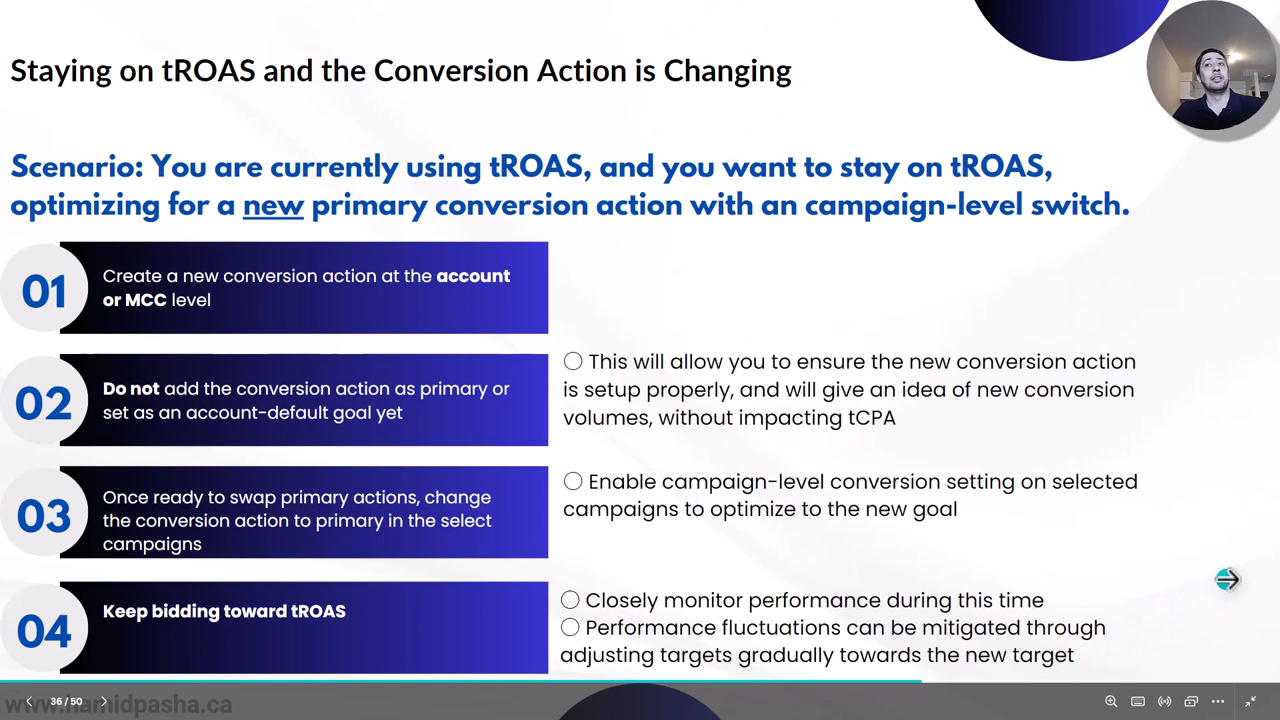 Staying on tROAS and the Conversion Action is Changing
Scenario: You are currently using tROAS, and you want to stay on tROAS,
optimizing for a new primary conversion action with an campaign-level switch.
01
Create a new conversion action at the account
or MCC level
02
Do not add the conversion action as primary or
set as an account-default goal yet
This will allow you to ensure the new conversion action
is setup properly, and will give an idea of new conversion
volumes, without impacting tCPA
03
Once ready to swap primary actions, change
the conversion action to primary in the select
campaigns
Enable campaign-level conversion setting on selected
campaigns to optimize to the new goal
04
Keep bidding toward tROAS
Closely monitor performance during this time
Performance fluctuations can be mitigated through
adjusting targets gradually towards the new target
www.hamidpasha.ca
36 / 50